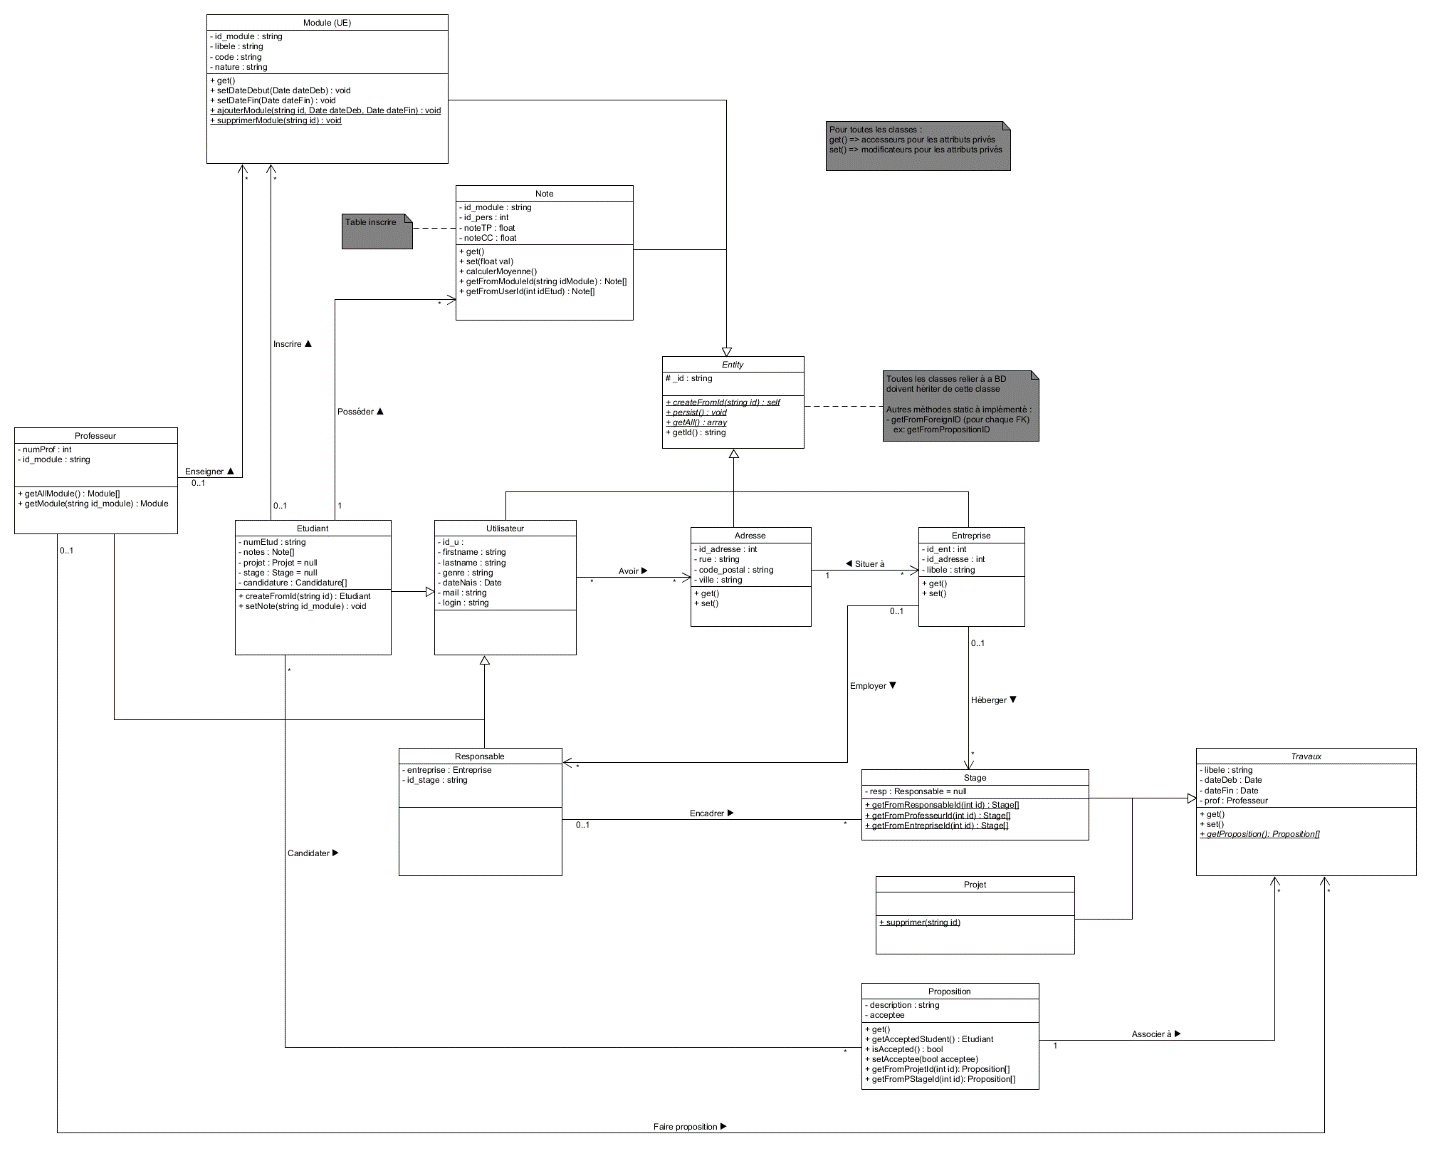 Module (UE)
- id_module : string
- libele : string
- code : string
- nature : string
+ get()
+ setDateDebut(Date dateDeb) : void
+ setDateFin(Date dateFin) : void
+ ajouterModule(string id, Date dateDeb, Date dateFin) : void
+ supprimerModule(string id) : void
*
*
Pour toutes les classes :
get() => accesseurs pour les attributs privés
set() => modificateurs pour les attributs privés
Table inscrire
Note
- id_module : string
- id_pers : int
- noteTP : float
- noteCC : float
+ get()
+ set(float val)
+ calculerMoyenne()
+ getFromModuleId(string idModule) : Note[]
+ getFromUserId(int idEtud) : Note[]
*
Inscrire ▲
Posséder ▲
Entity
# _id : string
+ createFromId(string id) : self
+ persist() : void
+ getAll() : array
+ getId() : string
Toutes les classes relier à a BD
doivent hériter de cette classe
Autres méthodes static à implémenté :
- getFromForeignID (pour chaque FK)
ex: getFromPropositionID
Professeur
- numProf : int
- id_module : string
+ getAllModule() : Module[]
+ getModule(string id_module) : Module
Enseigner ▲
0..1
0..1
1
0..1
Etudiant
- numEtud : string
- notes : Note[]
- projet : Projet = null
- stage : Stage = null
- candidature : Candidature[]
+ createFromId(string id) : Etudiant
+ setNote(string id_module) : void
*
Utilisateur
- id_u :
- firstname : string
- lastname : string
- genre : string
- dateNais : Date
- mail : string
- login : string
Avoir ▶
*
*
Adresse
- id_adresse : int
- rue : string
- code_postal : string
- ville : string
+ get()
+ set()
◀ Situer à
1
*
Entreprise
- id_ent : int
- id_adresse : int
- libele : string
+ get()
+ set()
0..1
0..1
Employer ▼
Héberger ▼
*
*
Responsable
- entreprise : Entreprise
- id_stage : string
Encadrer ▶
0..1
*
Stage
- resp : Responsable = null
+ getFromResponsableId(int id) : Stage[]
+ getFromProfesseurId(int id) : Stage[]
+ getFromEntrepriseId(int id) : Stage[]
Travaux
- libele : string
- dateDeb : Date
- dateFin : Date
- prof : Professeur
+ get()
+ set()
+ getProposition(): Proposition[]
*
*
Candidater ▶
Projet
+ supprimer(string id)
Proposition
- description : string
- acceptee
+ get()
+ getAcceptedStudent() : Etudiant
+ isAccepted() : bool
+ setAcceptee(bool acceptee)
+ getFromProjetId(int id): Proposition[]
+ getFromPStageId(int id): Proposition[]
*
Associer à ▶
1
Faire proposition ▶